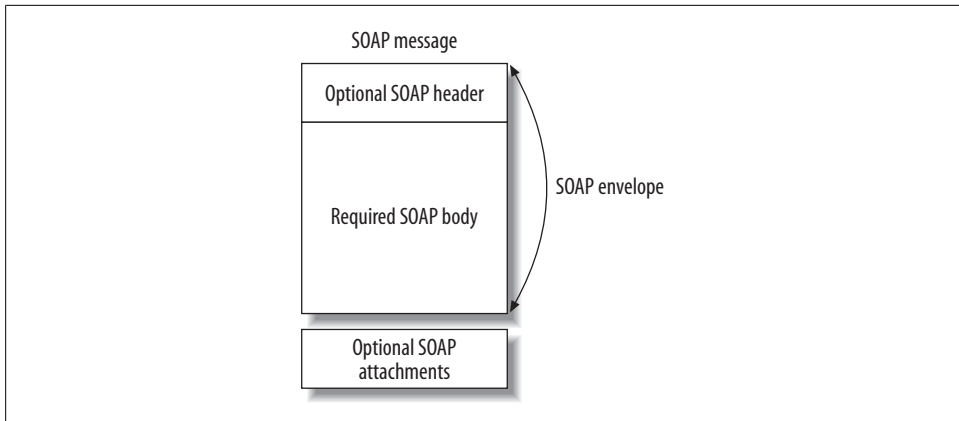 SOAP message
Optional SOAP header
SOAP envelope
Required SOAP body
Optional SOAP
attachments